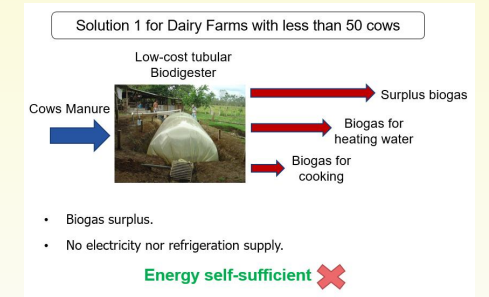 Solution 1 for Dairy Farms with less than 50 cows
Low-cost tubular
Biodigester
Cows Manure
Surplus biogas
Biogas for
heating water
Biogas for
cooking
• Biogas surplus.
• No electricity nor refrigeration supply.
Energy self-sufficient